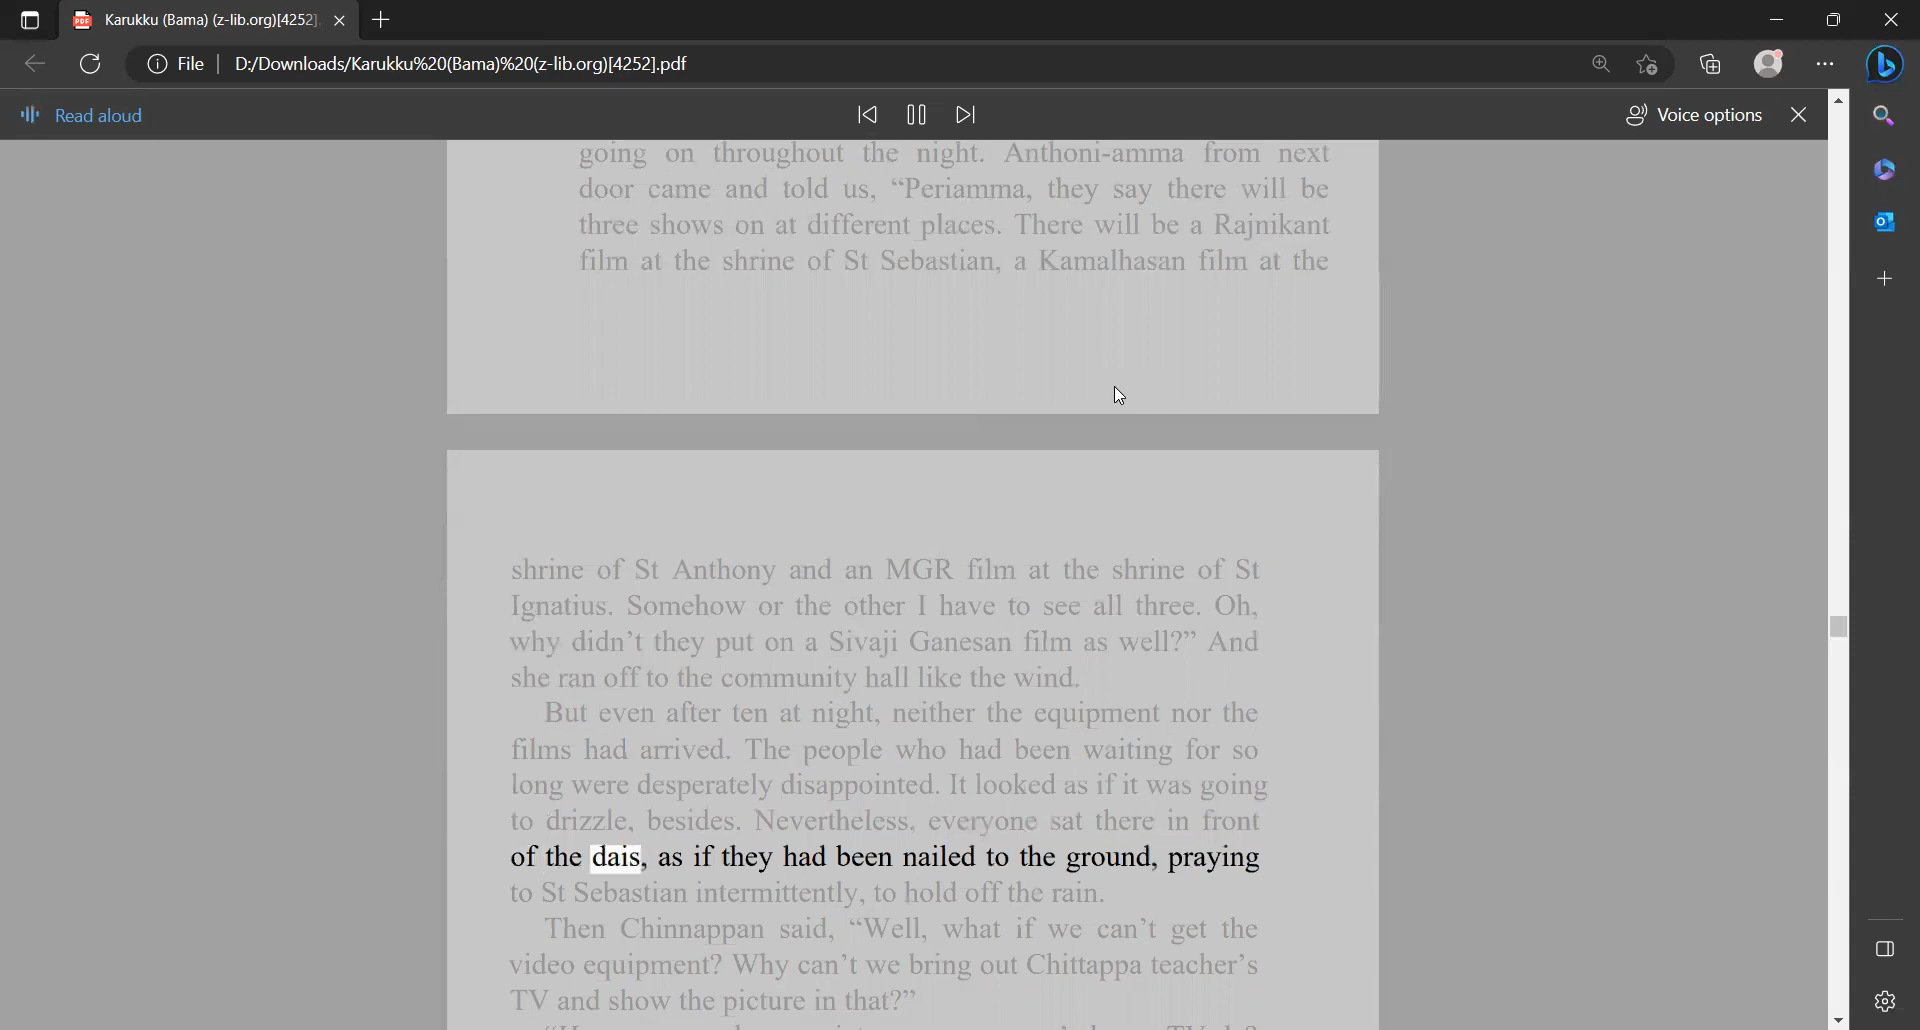 Karukku (Bama) (z-lib.org)[4252]
File
D:/Downloads/Karukku%20(Bama)%20(z-lib.org)[4252].pdf
Read aloud
Voice options
going on throughout the night. Anthoni-amma from next
door came and told us, “Periamma, they say there will be
three shows on at different places. There will be a Rajnikant
film at the shrine of St Sebastian, a Kamalhasan film at the
shrine of St Anthony and an MGR film at the shrine of St
Ignatius. Somehow or the other I have to see all three. Oh,
why didn’t they put on a Sivaji Ganesan film as well?” And
she ran off to the community hall like the wind.
But even after ten at night, neither the equipment nor the
films had arrived. The people who had been waiting for so
long were desperately disappointed. It looked as if it was going
to drizzle, besides. Nevertheless, everyone sat there in front
of the dais, as if they had been nailed to the ground, praying
to St Sebastian intermittently, to hold off the rain.
Then Chinnappan said, “Well, what if we can’t get the
video equipment? Why can’t we bring out Chittappa teacher’s
TV and show the picture in that?”